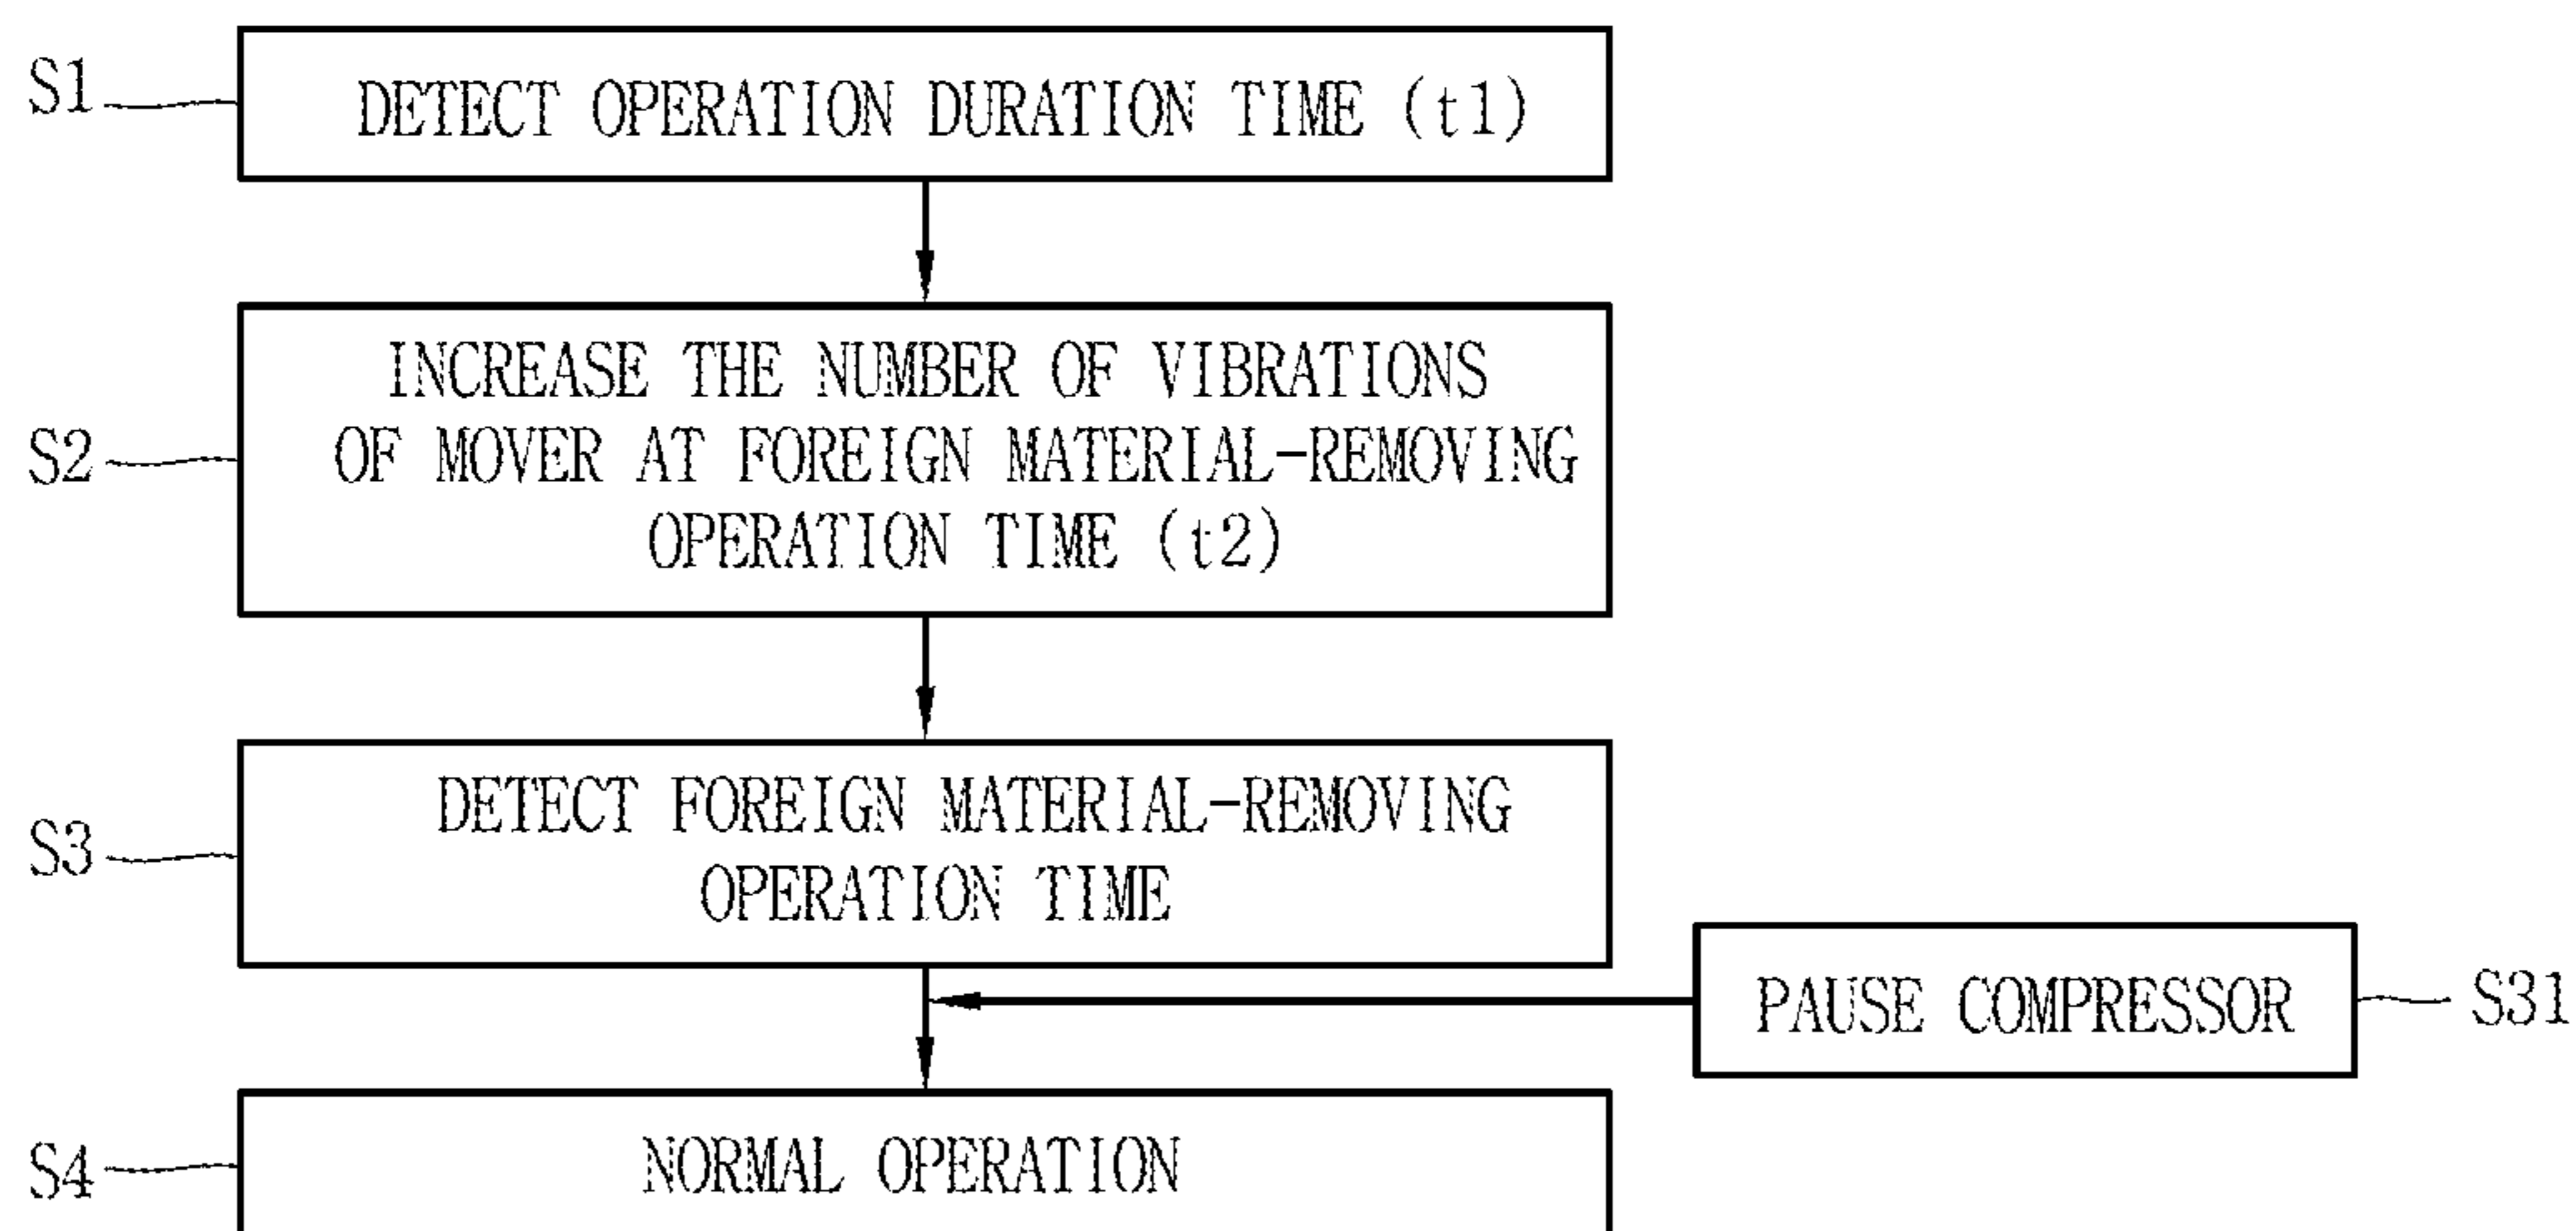 S1
DETECT OPERATION DURATION TIME (t1)
S2
INCREASE THE NUMBER OF VIBRATIONS
OF MOVER AT FOREIGN MATERIAL-REMOVING
OPERATION TIME (t2)
S3
DETECT FOREIGN MATERIAL-REMOVING
OPERATION TIME
PAUSE COMPRESSOR
S31
S4
NORMAL OPERATION